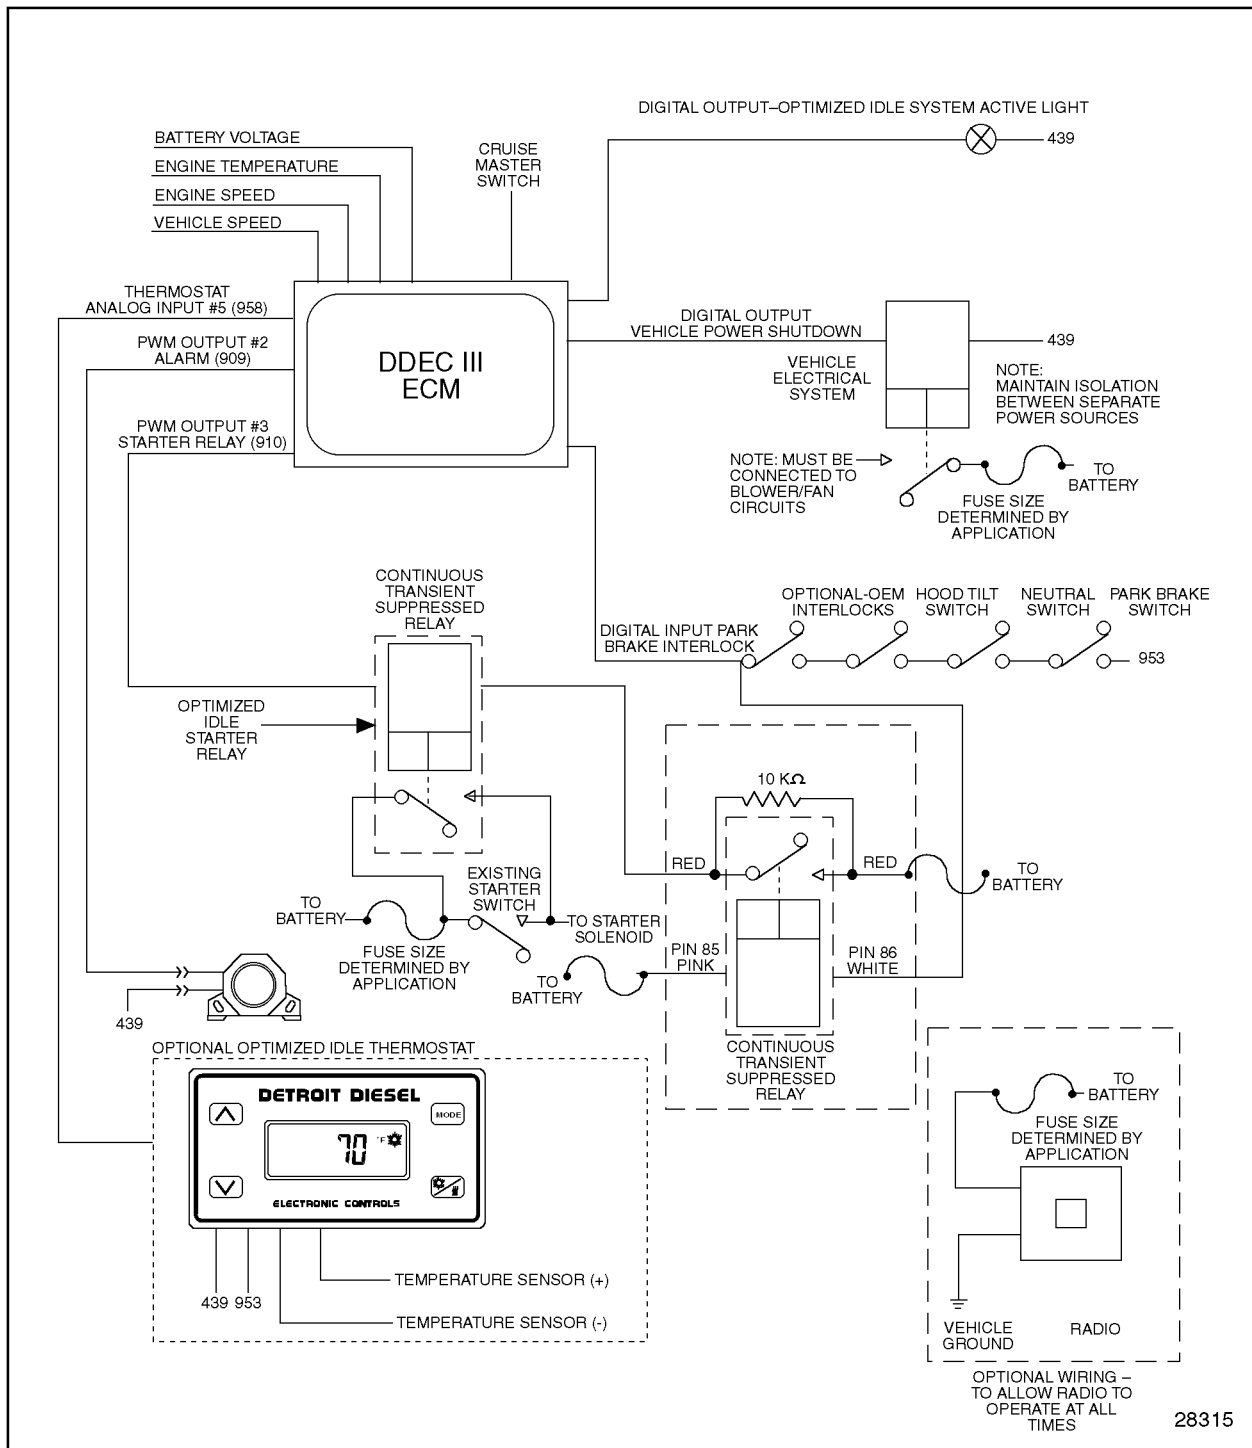 DIGITAL OUTPUT–OPTIMIZED IDLE SYSTEM ACTIVE LIGHT
439
BATTERY VOLTAGE
ENGINE TEMPERATURE
ENGINE SPEED
VEHICLE SPEED
CRUISE
MASTER
SWITCH
THERMOSTAT
ANALOG INPUT #5 (958)
PWM OUTPUT #2
ALARM (909)
PWM OUTPUT #3
STARTER RELAY (910)
DDEC III
ECM
DIGITAL OUTPUT
VEHICLE POWER SHUTDOWN
439
VEHICLE
ELECTRICAL
SYSTEM
NOTE:
MAINTAIN ISOLATION
BETWEEN SEPARATE
POWER SOURCES
NOTE: MUST BE
CONNECTED TO
BLOWER/FAN
CIRCUITS
TO
BATTERY
FUSE SIZE
DETERMINED BY
APPLICATION
CONTINUOUS
TRANSIENT
SUPPRESSED
RELAY
OPTIONAL-OEM
INTERLOCKS
HOOD TILT
SWITCH
NEUTRAL
SWITCH
PARK BRAKE
SWITCH
DIGITAL INPUT PARK
BRAKE INTERLOCK
953
OPTIMIZED
IDLE
STARTER
RELAY
10 KΩ
RED
RED
TO
BATTERY
EXISTING
STARTER
SWITCH
TO
BATTERY
TO STARTER
SOLENOID
FUSE SIZE
DETERMINED BY
APPLICATION
TO
BATTERY
PIN 85
PINK
PIN 86
WHITE
439
CONTINUOUS
TRANSIENT
SUPPRESSED
RELAY
OPTIONAL OPTIMIZED IDLE THERMOSTAT
DETROIT DIESEL
MODE
70 °F
ELECTRONIC CONTROLS
439 953
TEMPERATURE SENSOR (+)
TEMPERATURE SENSOR (-)
TO
BATTERY
FUSE SIZE
DETERMINED BY
APPLICATION
VEHICLE
GROUND
RADIO
OPTIONAL WIRING –
TO ALLOW RADIO TO
OPERATE AT ALL
TIMES
28315